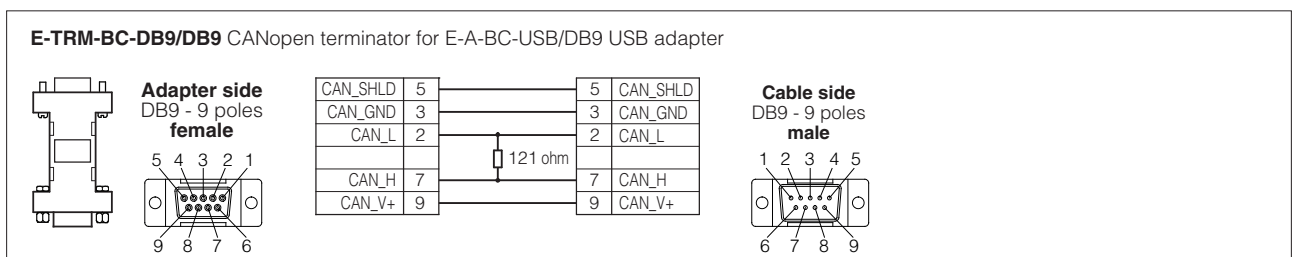 E-TRM-BC-DB9/DB9 CANopen terminator for E-A-BC-USB/DB9 USB adapter
Adapter side
DB9 - 9 poles
female
5 4 3 2 1
9 8 7 6
CAN_SHLD 5 5 CAN_SHLD
CAN_GND 3 3 CAN_GND
CAN_L 2 2 CAN_L
121 ohm
CAN_H 7 7 CAN_H
CAN_V+ 9 9 CAN_V+
Cable side
DB9 - 9 poles
male
1 2 3 4 5
6 7 8 9